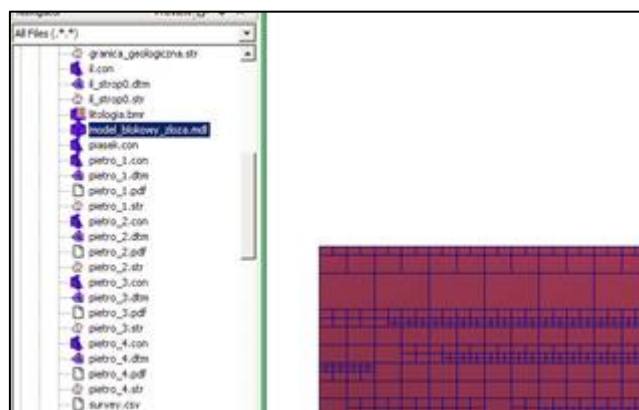 Navigator Preview
All Files (*.*)
granica_geologiczna.str
il.con
il_strop0.dtm
il_strop0.str
litologia.bmr
model_blokowy_zloza.mdl
piasek.con
pietro_1.con
pietro_1.dtm
pietro_1.pdf
pietro_1.str
pietro_2.con
pietro_2.dtm
pietro_2.pdf
pietro_2.str
pietro_3.con
pietro_3.dtm
pietro_3.pdf
pietro_3.str
pietro_4.con
pietro_4.dtm
pietro_4.pdf
pietro_4.str
survey.csv